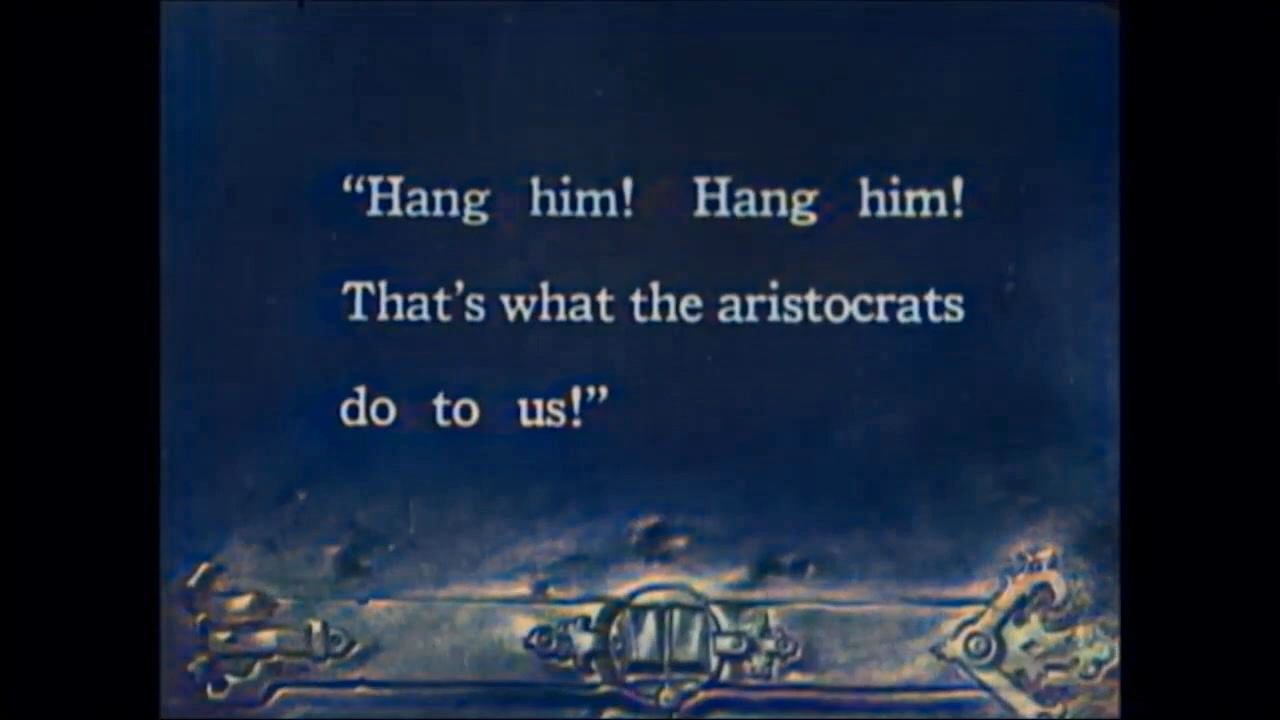 “Hang him! Hang him!
That’s what the aristocrats
do to us!”